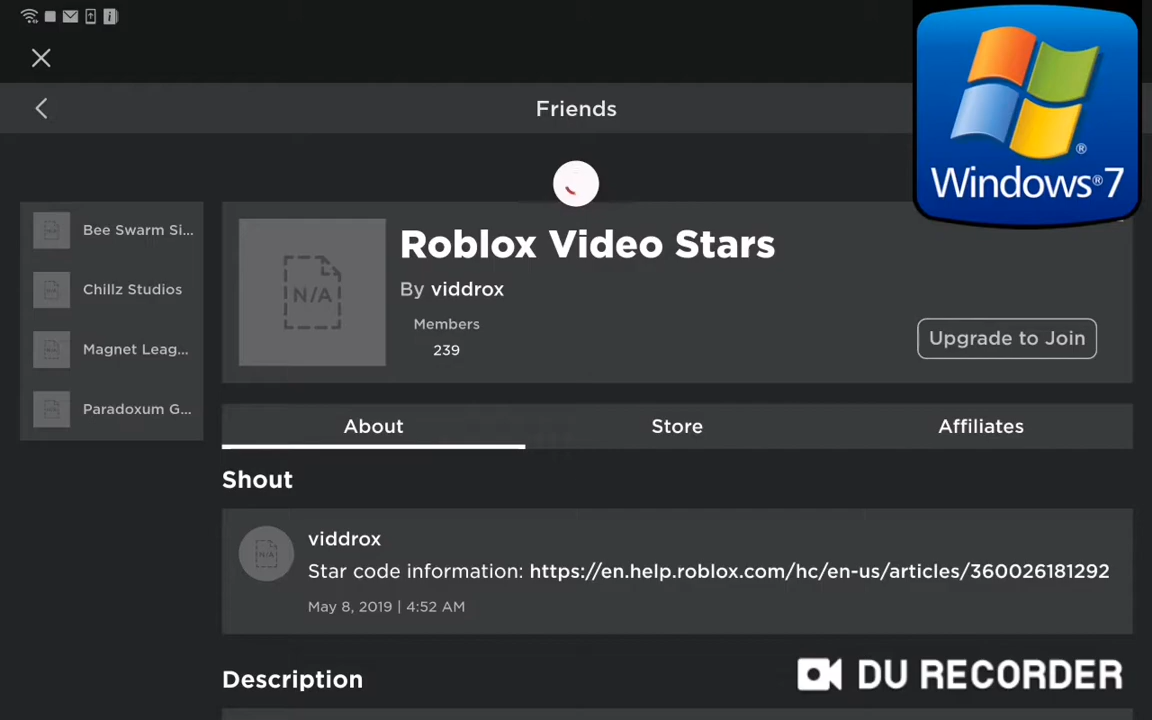 Friends
Windows®7
Bee Swarm Si...
Chillz Studios
Magnet Leag...
Paradoxum G...
N/A
Roblox Video Stars
By viddrox
Members
239
Upgrade to Join
About
Store
Affiliates
Shout
N/A
viddrox
Star code information: https://en.help.roblox.com/hc/en-us/articles/360026181292
May 8, 2019 | 4:52 AM
Description
DU RECORDER